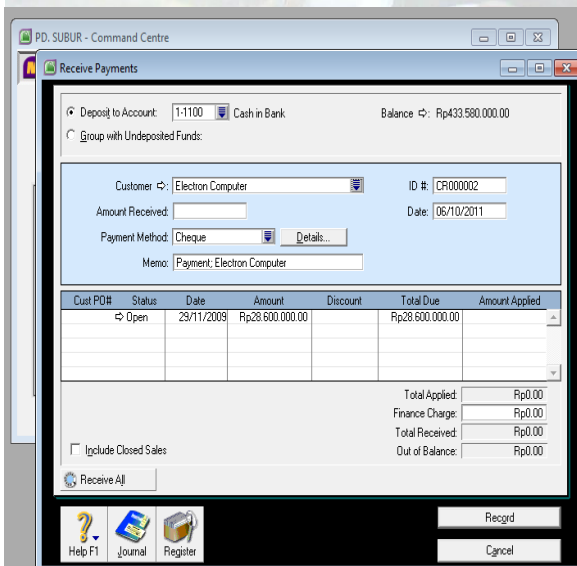 PD. SUBUR - Command Centre
Receive Payments
Deposit to Account: 1-1100 Cash in Bank Balance ⇨: Rp433.580.000.00
Group with Undeposited Funds:
Customer ⇨: Electron Computer ID #: CR000002
Amount Received: Date: 06/10/2011
Payment Method: Cheque Details...
Memo: Payment; Electron Computer
Cust PO# Status Date Amount Discount Total Due Amount Applied
⇨ Open 29/11/2009 Rp28.600.000.00 Rp28.600.000.00
Total Applied: Rp0.00
Finance Charge: Rp0.00
Total Received: Rp0.00
Include Closed Sales Out of Balance: Rp0.00
Receive All
Record
Help F1 Journal Register
Cancel